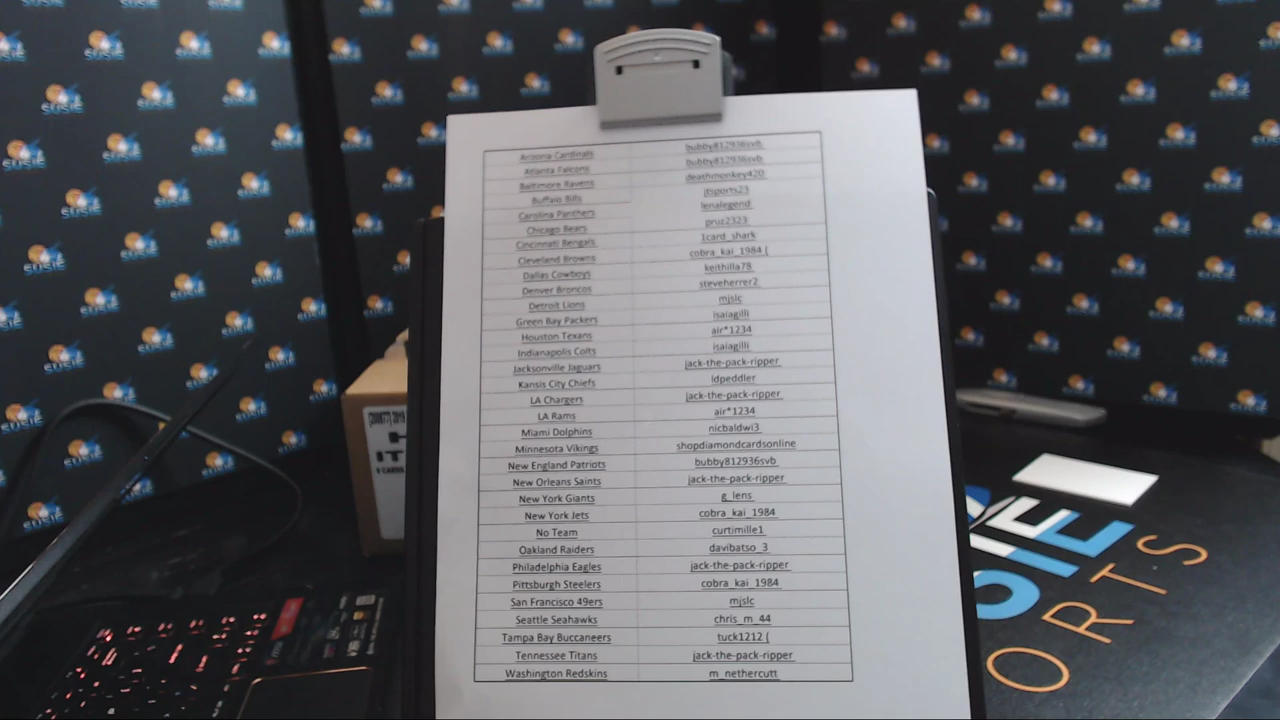 Arizona Cardinals bubby812936svb
Atlanta Falcons bubby812936svb
Baltimore Ravens deathmonkey420
Buffalo Bills jtsports23
Carolina Panthers lenalegend
Chicago Bears pruz2323
Cincinnati Bengals 1card_shark
Cleveland Browns cobra_kai_1984 (
Dallas Cowboys keithilla78
Denver Broncos steveherrer2
Detroit Lions mjslc
Green Bay Packers isaiagilli
Houston Texans air*1234
Indianapolis Colts isaiagilli
Jacksonville Jaguars jack-the-pack-ripper
Kansas City Chiefs idpeddler
LA Chargers jack-the-pack-ripper
LA Rams air*1234
Miami Dolphins nicbaldwi3
Minnesota Vikings shopdiamondcardsonline
New England Patriots bubby812936svb
New Orleans Saints jack-the-pack-ripper
New York Giants g_lens
New York Jets cobra_kai_1984
No Team curtimille1
Oakland Raiders davibatso_3
Philadelphia Eagles jack-the-pack-ripper
Pittsburgh Steelers cobra_kai_1984
San Francisco 49ers mjslc
Seattle Seahawks chris_m_44
Tampa Bay Buccaneers tuck1212 (
Tennessee Titans jack-the-pack-ripper
Washington Redskins m_nethercutt
ORTS